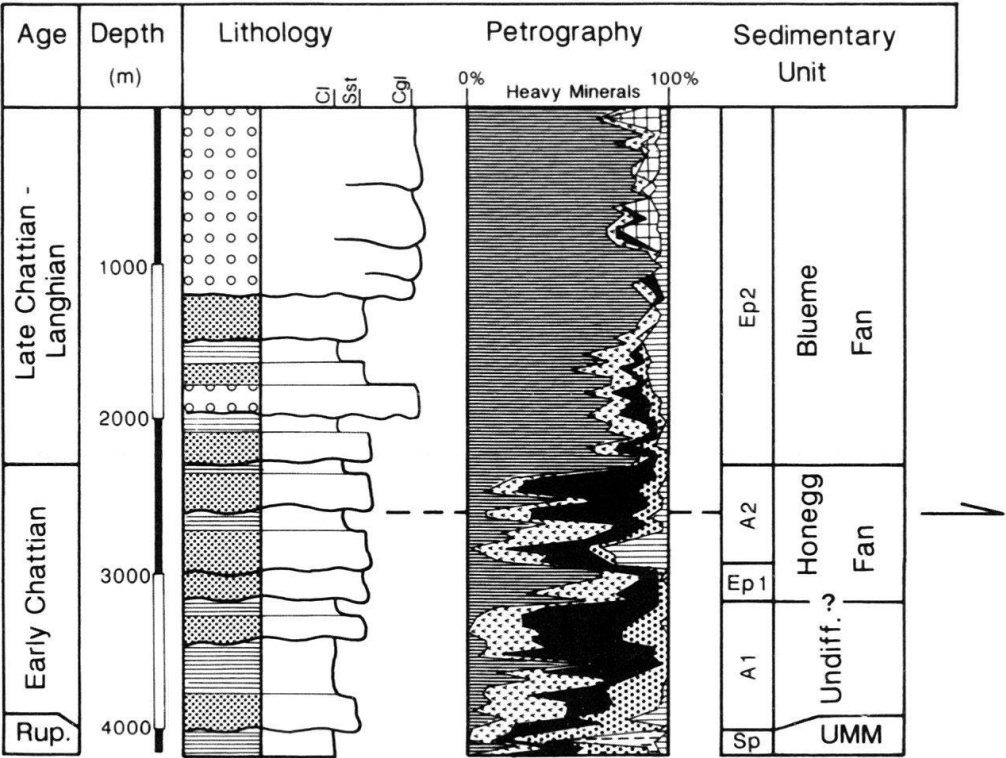 Age
Depth
(m)
Lithology
Cl
Sst
Cgl
Petrography
0%
100%
Heavy Minerals
Sedimentary
Unit
Late Chattian -
Langhian
Early Chattian
Rup.
1000
2000
3000
4000
Ep2
A2
Ep1
A1
Sp
Blueme
Fan
Honegg
Fan
?
Undiff.
UMM